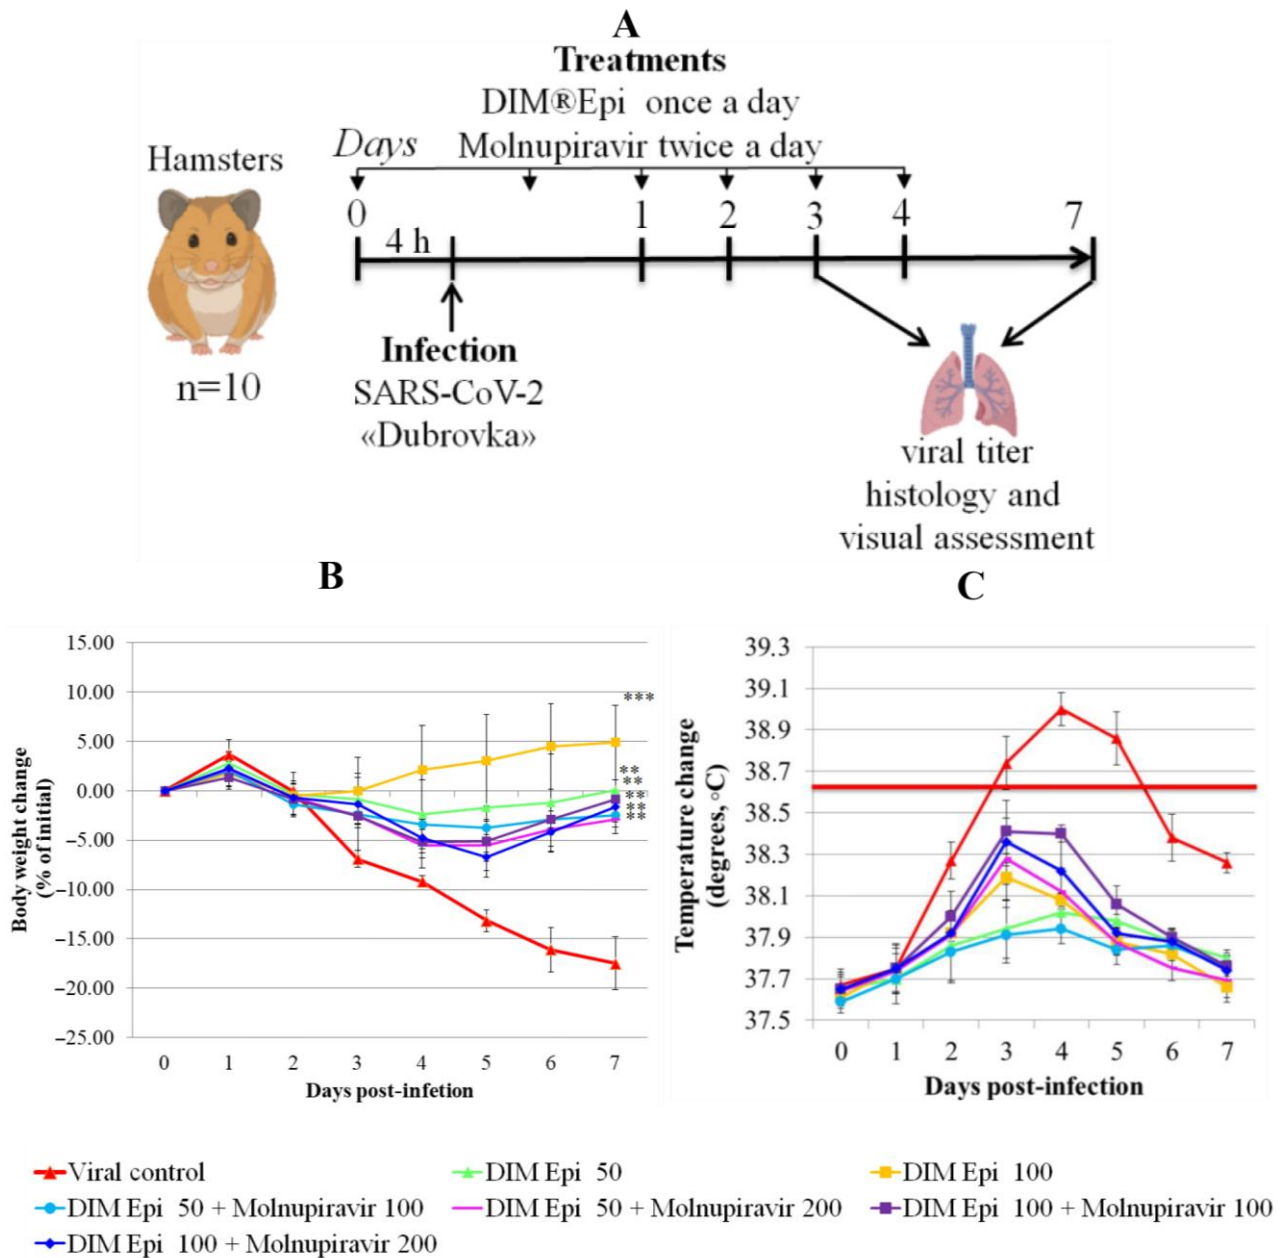 A
Treatments
DIM®Epi once a day
Days Molnupiravir twice a day
Hamsters
0 1 2 3 4 7
4 h
n=10
Infection
SARS-CoV-2
«Dubrovka»
viral titer
histology and
visual assessment
B
15.00
10.00
5.00
0.00
−5.00
−10.00
−15.00
−20.00
−25.00
Body weight change
(% of initial)
***
**
**
**
**
**
0 1 2 3 4 5 6 7
Days post-infetion
C
39.3
39.1
38.9
38.7
38.5
38.3
38.1
37.9
37.7
37.5
Temperature change
(degrees, °C)
0 1 2 3 4 5 6 7
Days post-infection
Viral control
DIM Epi 50
DIM Epi 100
DIM Epi 50 + Molnupiravir 100
DIM Epi 50 + Molnupiravir 200
DIM Epi 100 + Molnupiravir 100
DIM Epi 100 + Molnupiravir 200